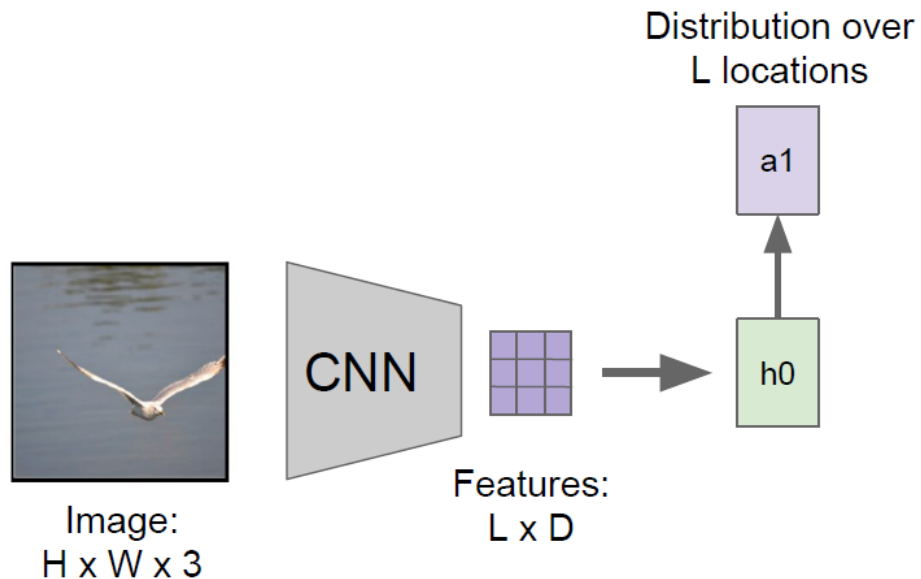 Distribution over
L locations
a1
CNN
h0
Features:
L x D
Image:
H x W x 3